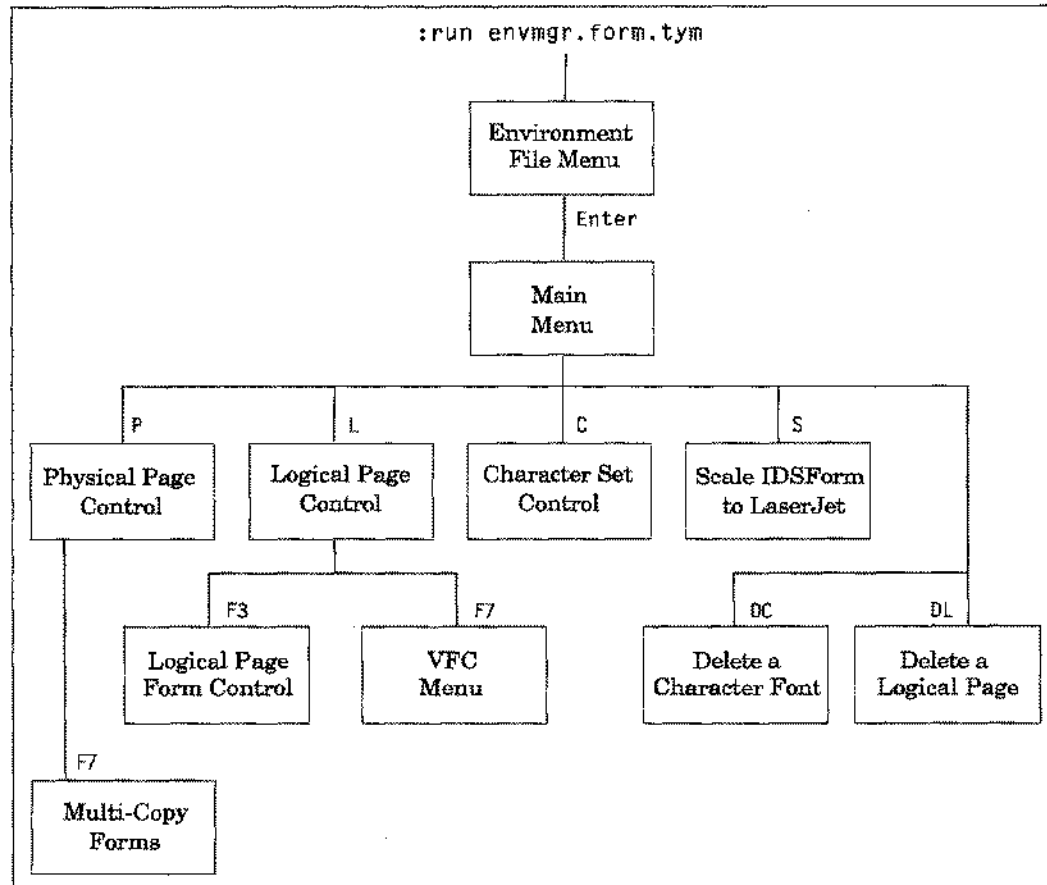 :run envmgr.form.tym
Environment
File Menu
Enter
Main
Menu
P
L
C
S
Physical Page
Control
Logical Page
Control
Character Set
Control
Scale IDSForm
to LaserJet
F3
F7
DC
DL
Logical Page
Form Control
VFC
Menu
Delete a
Character Font
Delete a
Logical Page
F7
Multi-Copy
Forms